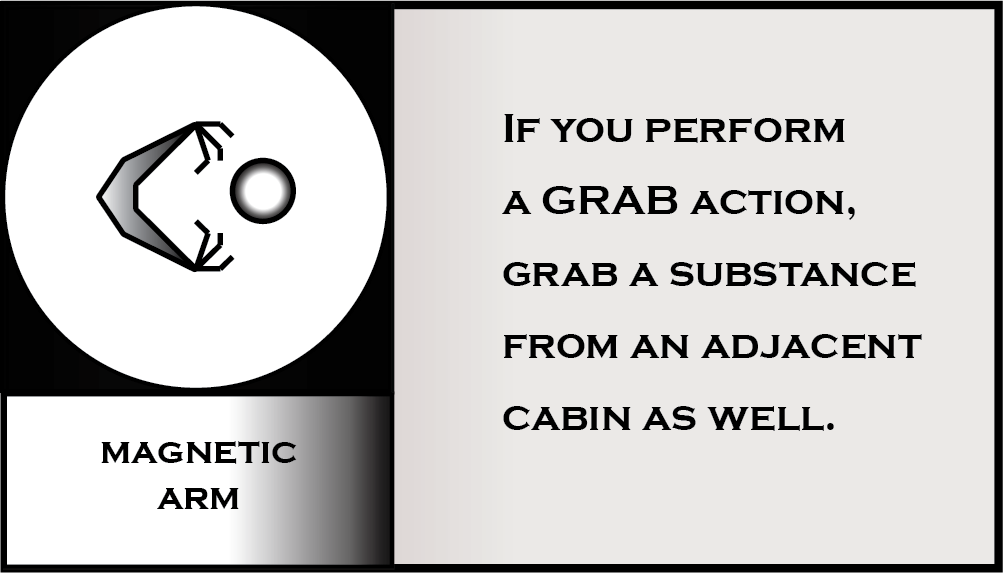 IF YOU PERFORM
A GRAB ACTION,
GRAB A SUBSTANCE
FROM AN ADJACENT
CABIN AS WELL.
MAGNETIC
ARM